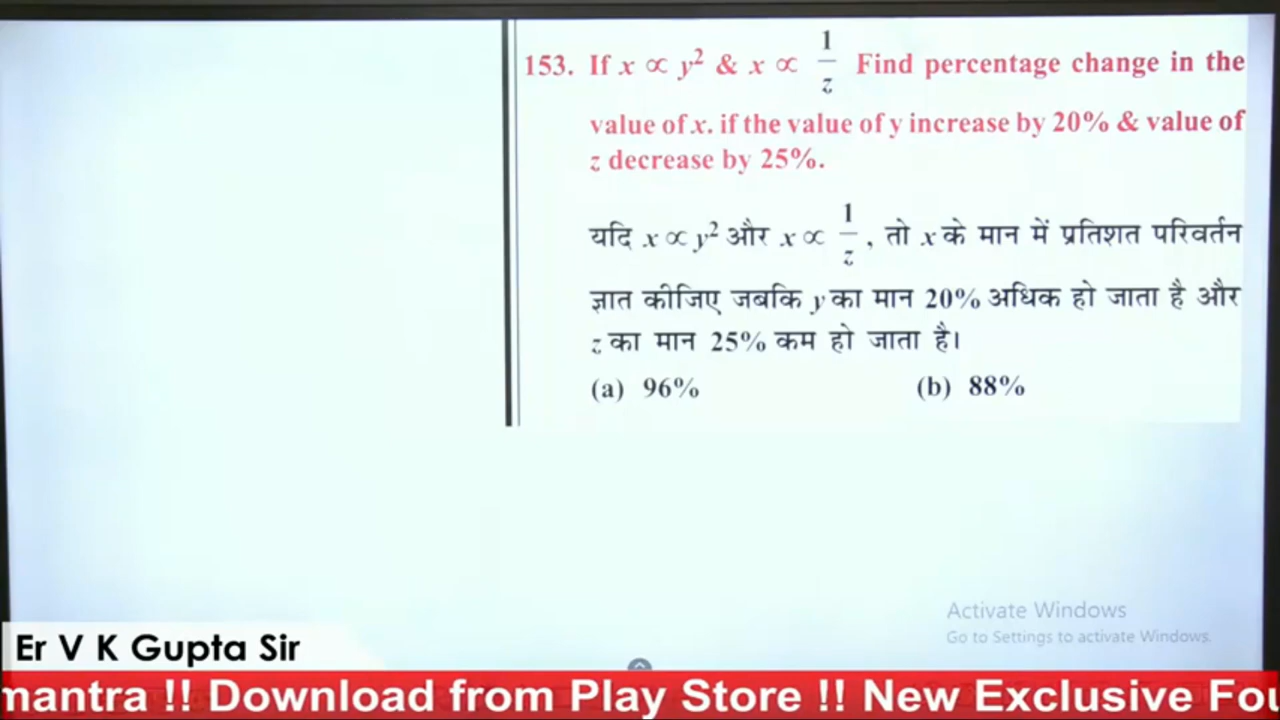 153. If x ∝ y² & x ∝ 1/z Find percentage change in the
value of x. if the value of y increase by 20% & value of
z decrease by 25%.
यदि x ∝ y² और x ∝ 1/z, तो x के मान में प्रतिशत परिवर्तन
ज्ञात कीजिए जबकि y का मान 20% अधिक हो जाता है और
z का मान 25% कम हो जाता है।
(a) 96% (b) 88%
Activate Windows
Go to Settings to activate Windows.
Er V K Gupta Sir
mantra !! Download from Play Store !! New Exclusive Fou